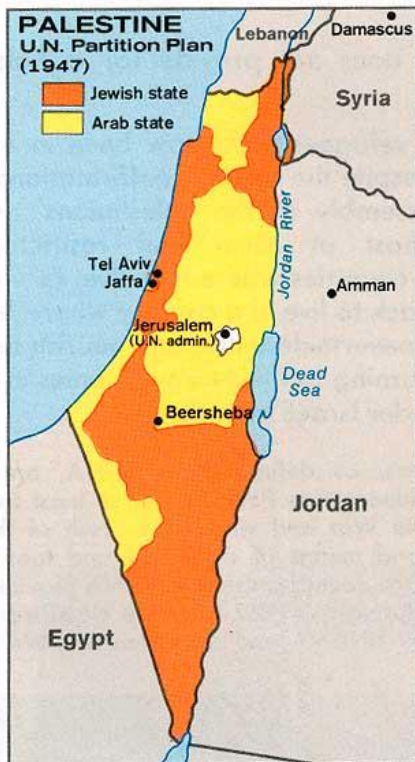 PALESTINE
U.N. Partition Plan
(1947)
Jewish state
Arab state
Lebanon
Damascus
Syria
Jordan River
Tel Aviv
Jaffa
Amman
Jerusalem
(U.N. admin.)
Dead
Sea
Beersheba
Jordan
Egypt